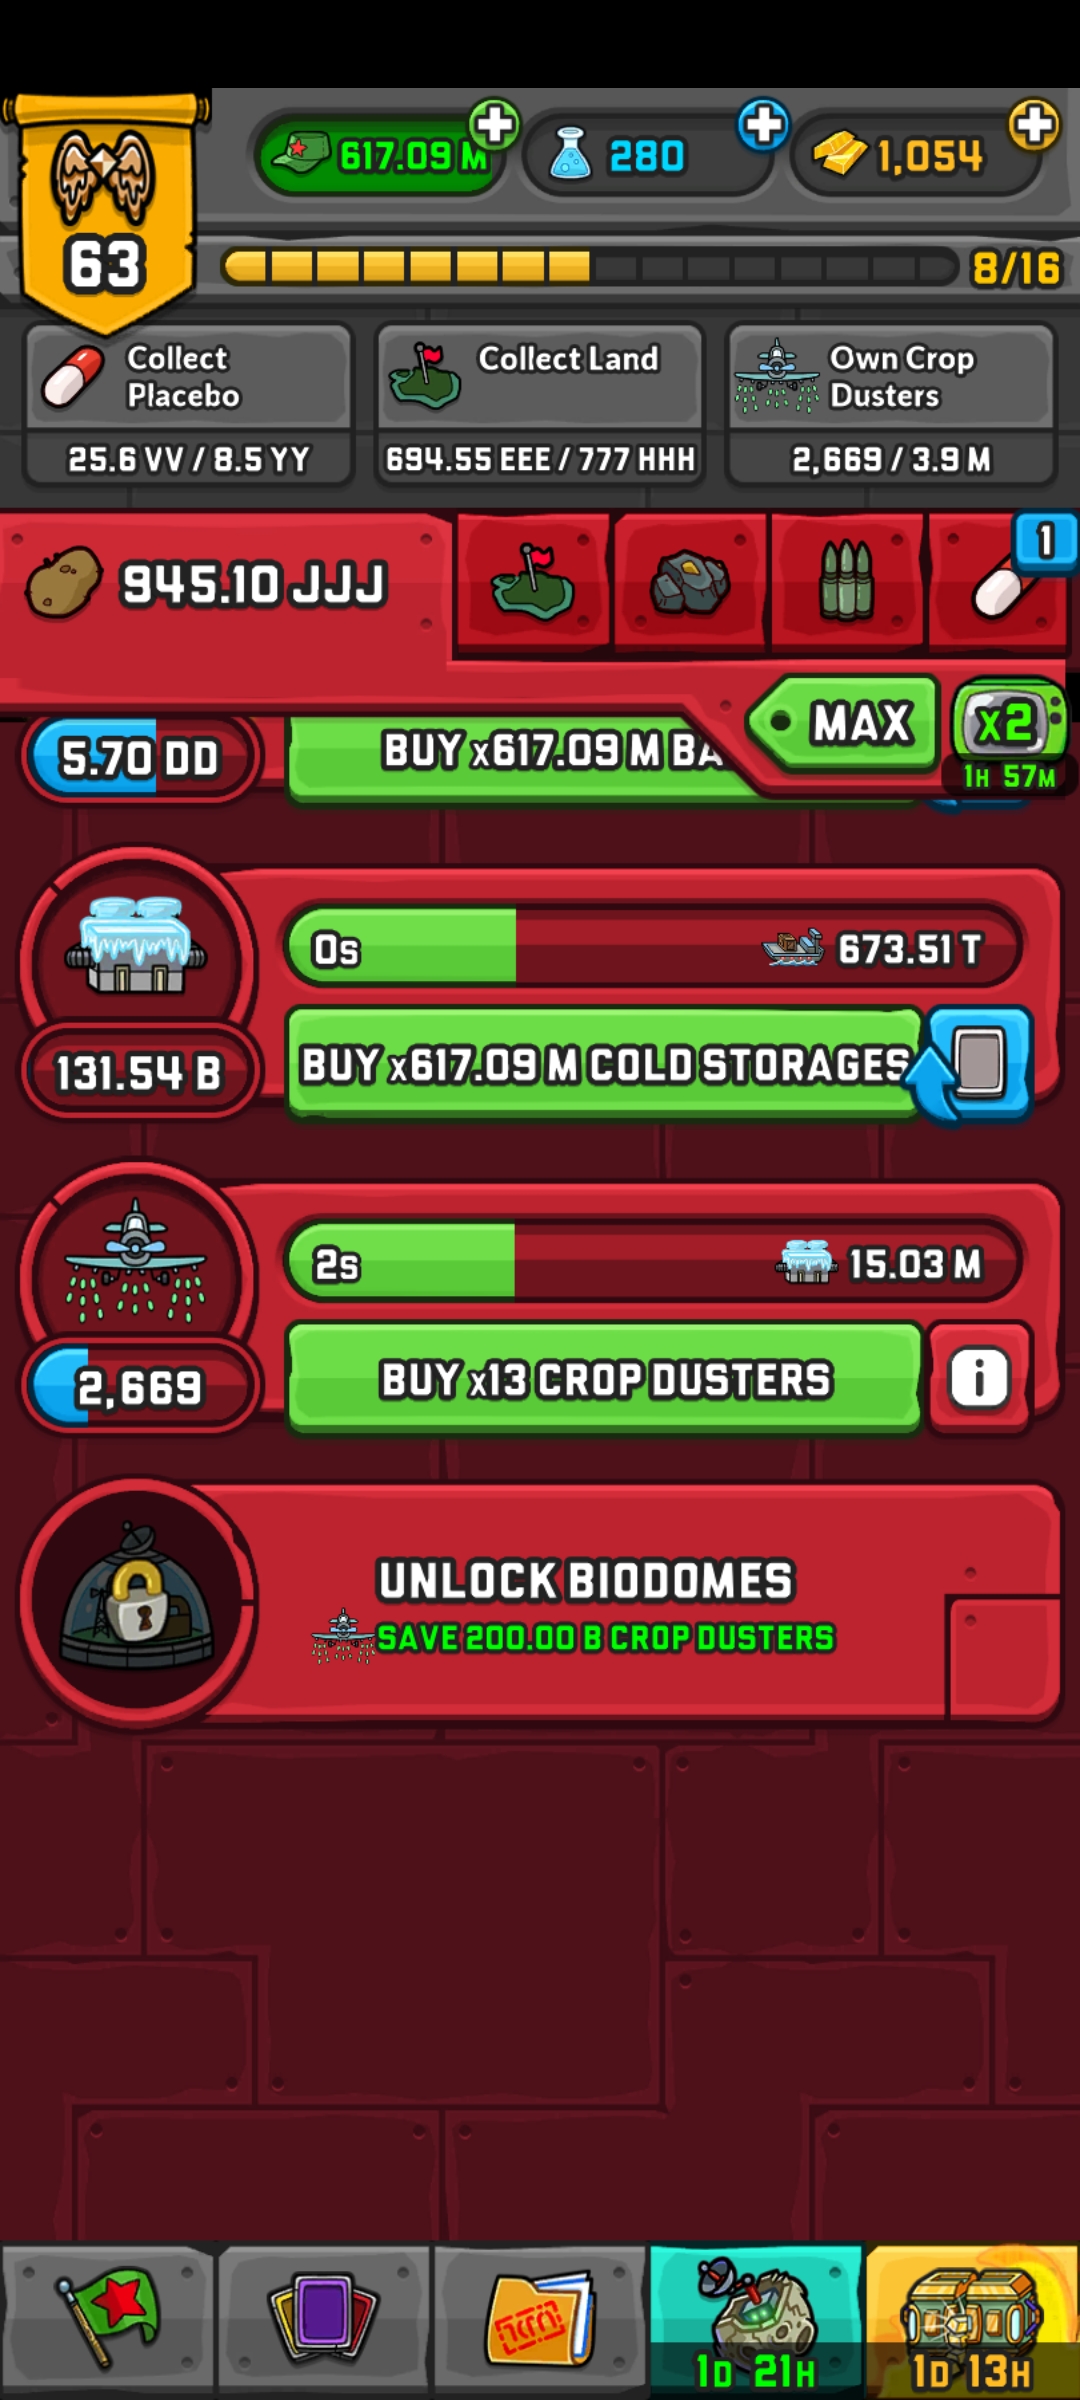 617.09 M
280
1,054
63
8/16
Collect Placebo
25.6 VV / 8.5 YY
Collect Land
694.55 EEE / 777 HHH
Own Crop Dusters
2,669 / 3.9 M
945.10 JJJ
1
MAX
x2
1H 57M
5.70 DD
BUY x617.09 M BA
0s
673.51 T
131.54 B
BUY x617.09 M COLD STORAGES
2s
15.03 M
2,669
BUY x13 CROP DUSTERS
i
UNLOCK BIODOMES
SAVE 200.00 B CROP DUSTERS
1D 21H
1D 13H